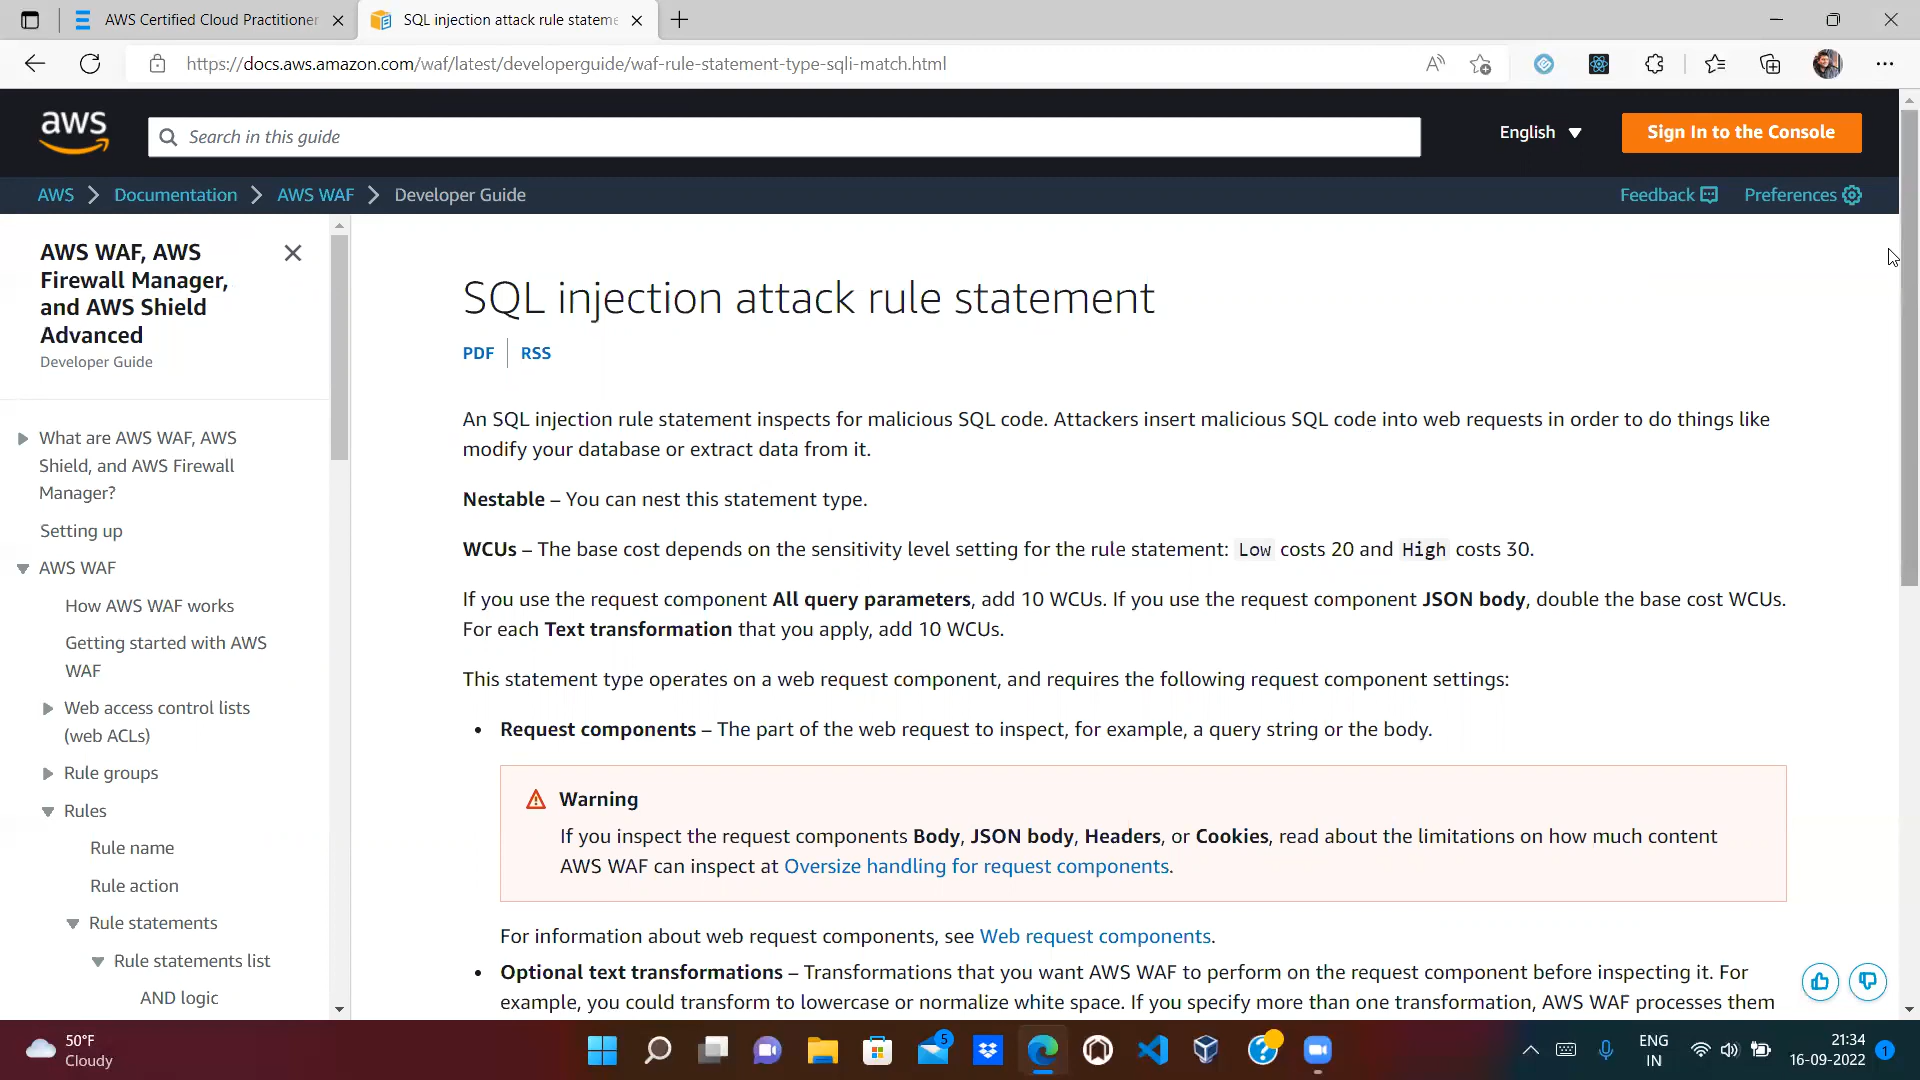 AWS Certified Cloud Practitioner
SQL injection attack rule stateme
https://docs.aws.amazon.com/waf/latest/developerguide/waf-rule-statement-type-sqli-match.html
aws
Search in this guide
English
Sign In to the Console
AWS
Documentation
AWS WAF
Developer Guide
Feedback
Preferences
AWS WAF, AWS
Firewall Manager,
and AWS Shield
Advanced
Developer Guide
What are AWS WAF, AWS
Shield, and AWS Firewall
Manager?
Setting up
AWS WAF
How AWS WAF works
Getting started with AWS
WAF
Web access control lists
(web ACLs)
Rule groups
Rules
Rule name
Rule action
Rule statements
Rule statements list
AND logic
SQL injection attack rule statement
PDF
RSS
An SQL injection rule statement inspects for malicious SQL code. Attackers insert malicious SQL code into web requests in order to do things like
modify your database or extract data from it.
Nestable – You can nest this statement type.
WCUs – The base cost depends on the sensitivity level setting for the rule statement: Low costs 20 and High costs 30.
If you use the request component All query parameters, add 10 WCUs. If you use the request component JSON body, double the base cost WCUs.
For each Text transformation that you apply, add 10 WCUs.
This statement type operates on a web request component, and requires the following request component settings:
• Request components – The part of the web request to inspect, for example, a query string or the body.
Warning
If you inspect the request components Body, JSON body, Headers, or Cookies, read about the limitations on how much content
AWS WAF can inspect at Oversize handling for request components.
For information about web request components, see Web request components.
• Optional text transformations – Transformations that you want AWS WAF to perform on the request component before inspecting it. For
example, you could transform to lowercase or normalize white space. If you specify more than one transformation, AWS WAF processes them
50°F
Cloudy
5
ENG
IN
21:34
16-09-2022
1